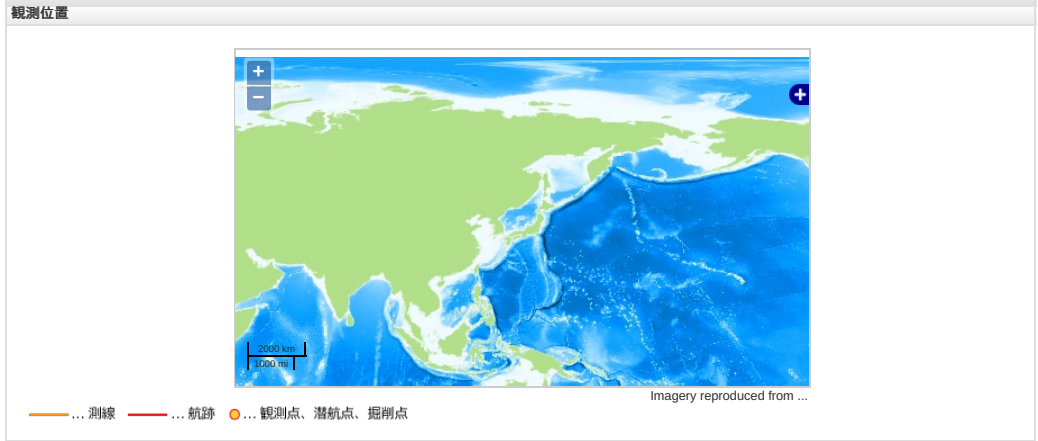 観測位置
+
−
+
2000 km
1000 mi
Imagery reproduced from ...
... 測線 ... 航跡 ... 観測点、潜航点、掘削点